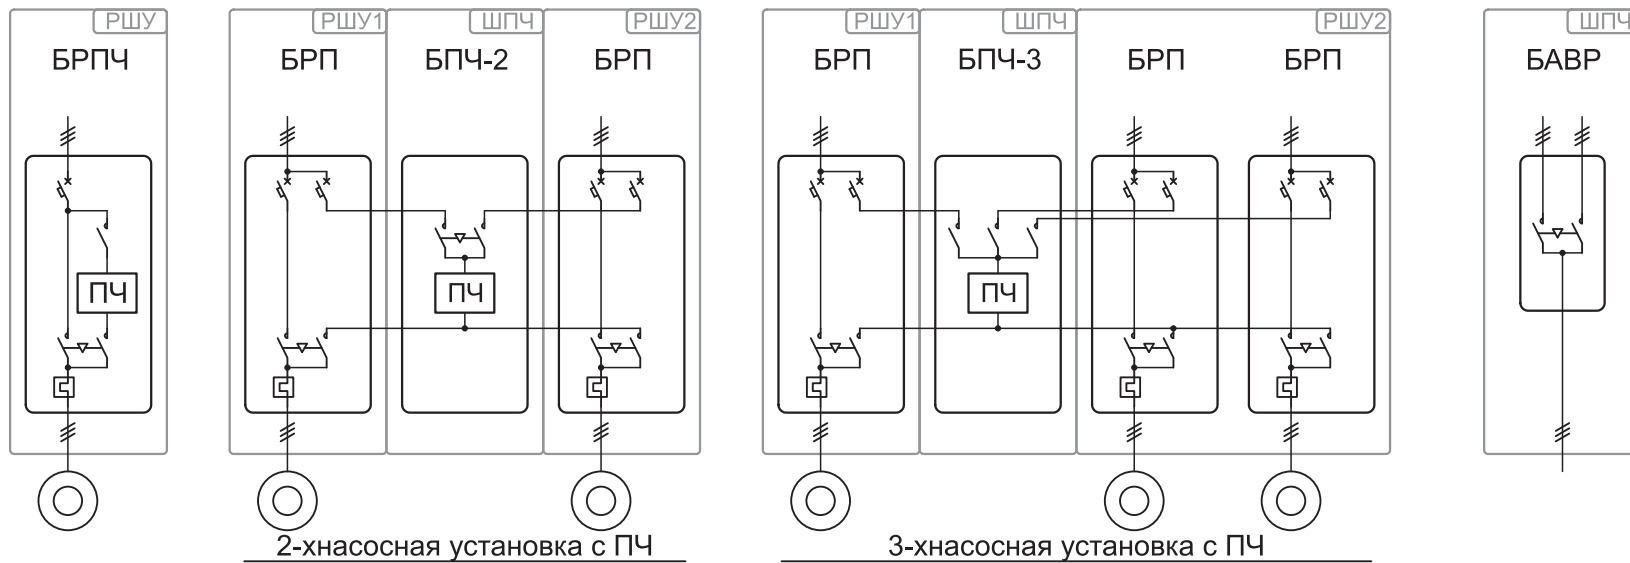 РШУ
БРПЧ
ПЧ
РШУ1 ШПЧ РШУ2
БРП БПЧ-2 БРП
ПЧ
2-хнасосная установка с ПЧ
РШУ1 ШПЧ РШУ2
БРП БПЧ-3 БРП БРП
ПЧ
3-хнасосная установка с ПЧ
ШПЧ
БАВР